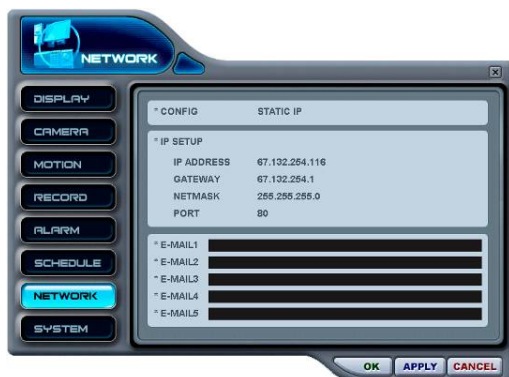 NETWORK
DISPLAY
CAMERA
MOTION
RECORD
ALARM
SCHEDULE
NETWORK
SYSTEM
* CONFIG STATIC IP
* IP SETUP
IP ADDRESS 67.132.254.116
GATEWAY 67.132.254.1
NETMASK 255.255.255.0
PORT 80
* E-MAIL1
* E-MAIL2
* E-MAIL3
* E-MAIL4
* E-MAIL5
OK APPLY CANCEL